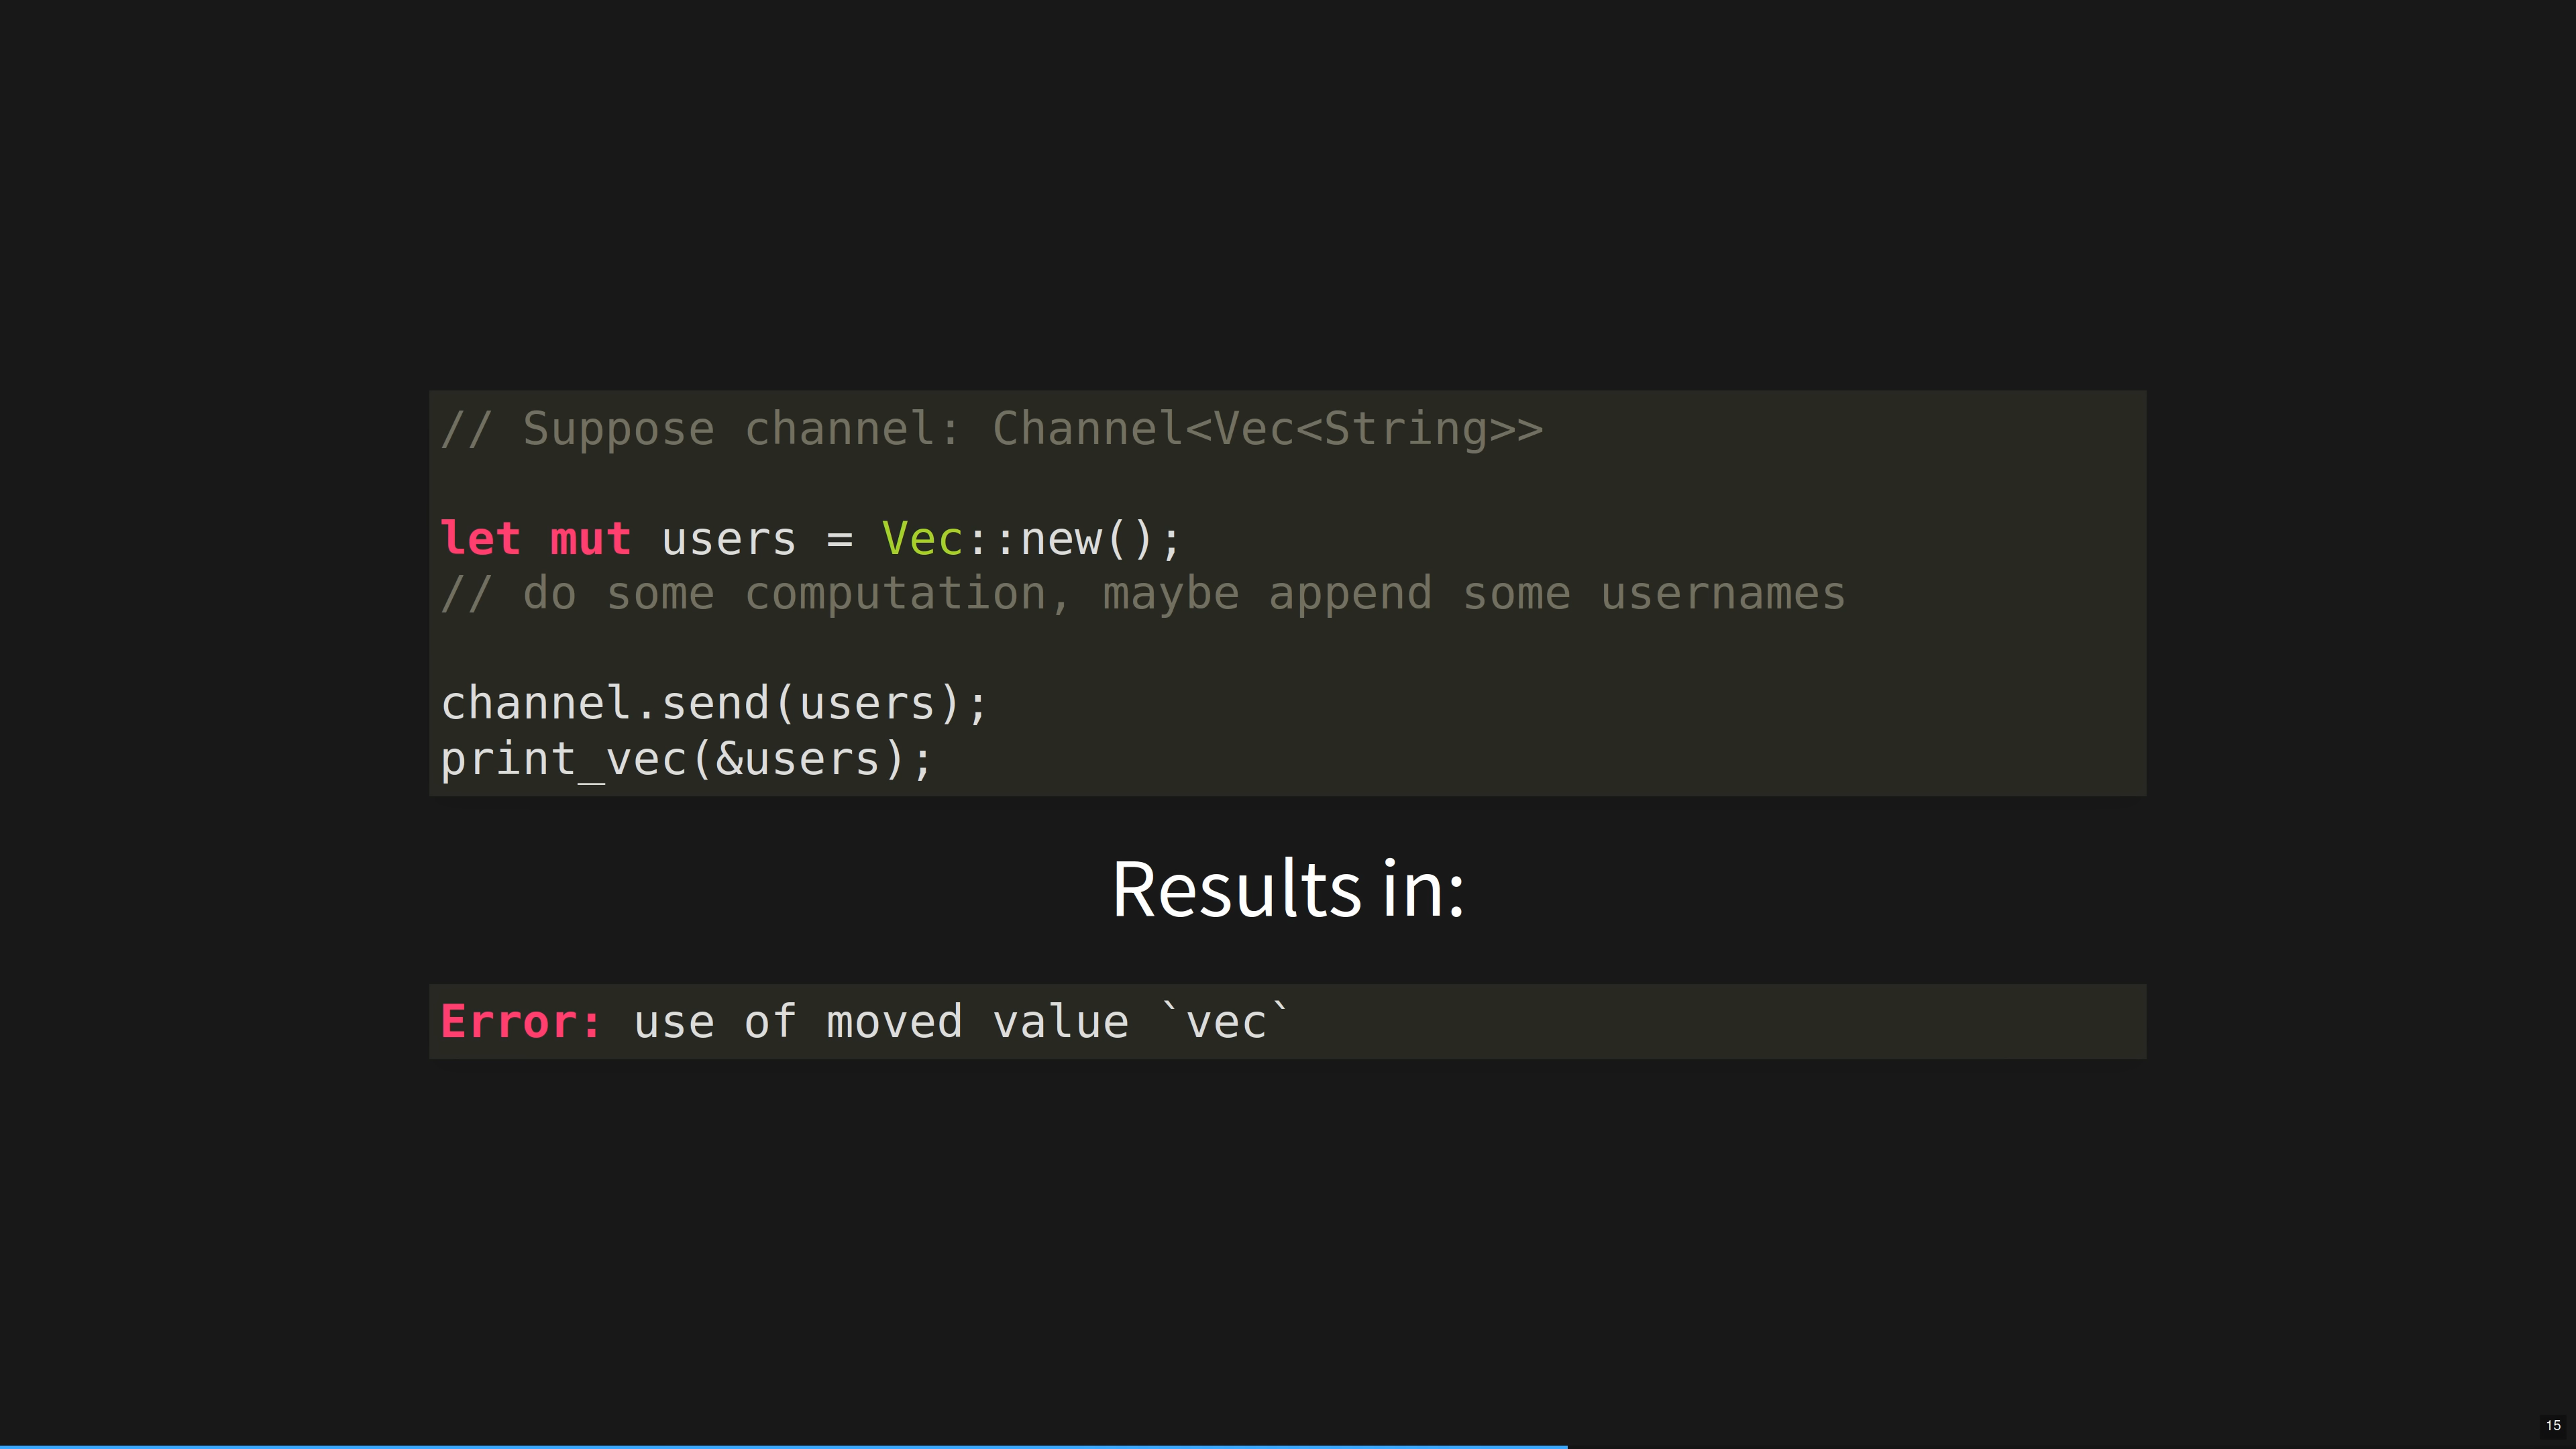 // Suppose channel: Channel<Vec<String>>
let mut users = Vec::new();
// do some computation, maybe append some usernames
channel.send(users);
print_vec(&users);
Results in:
Error: use of moved value `vec`
15